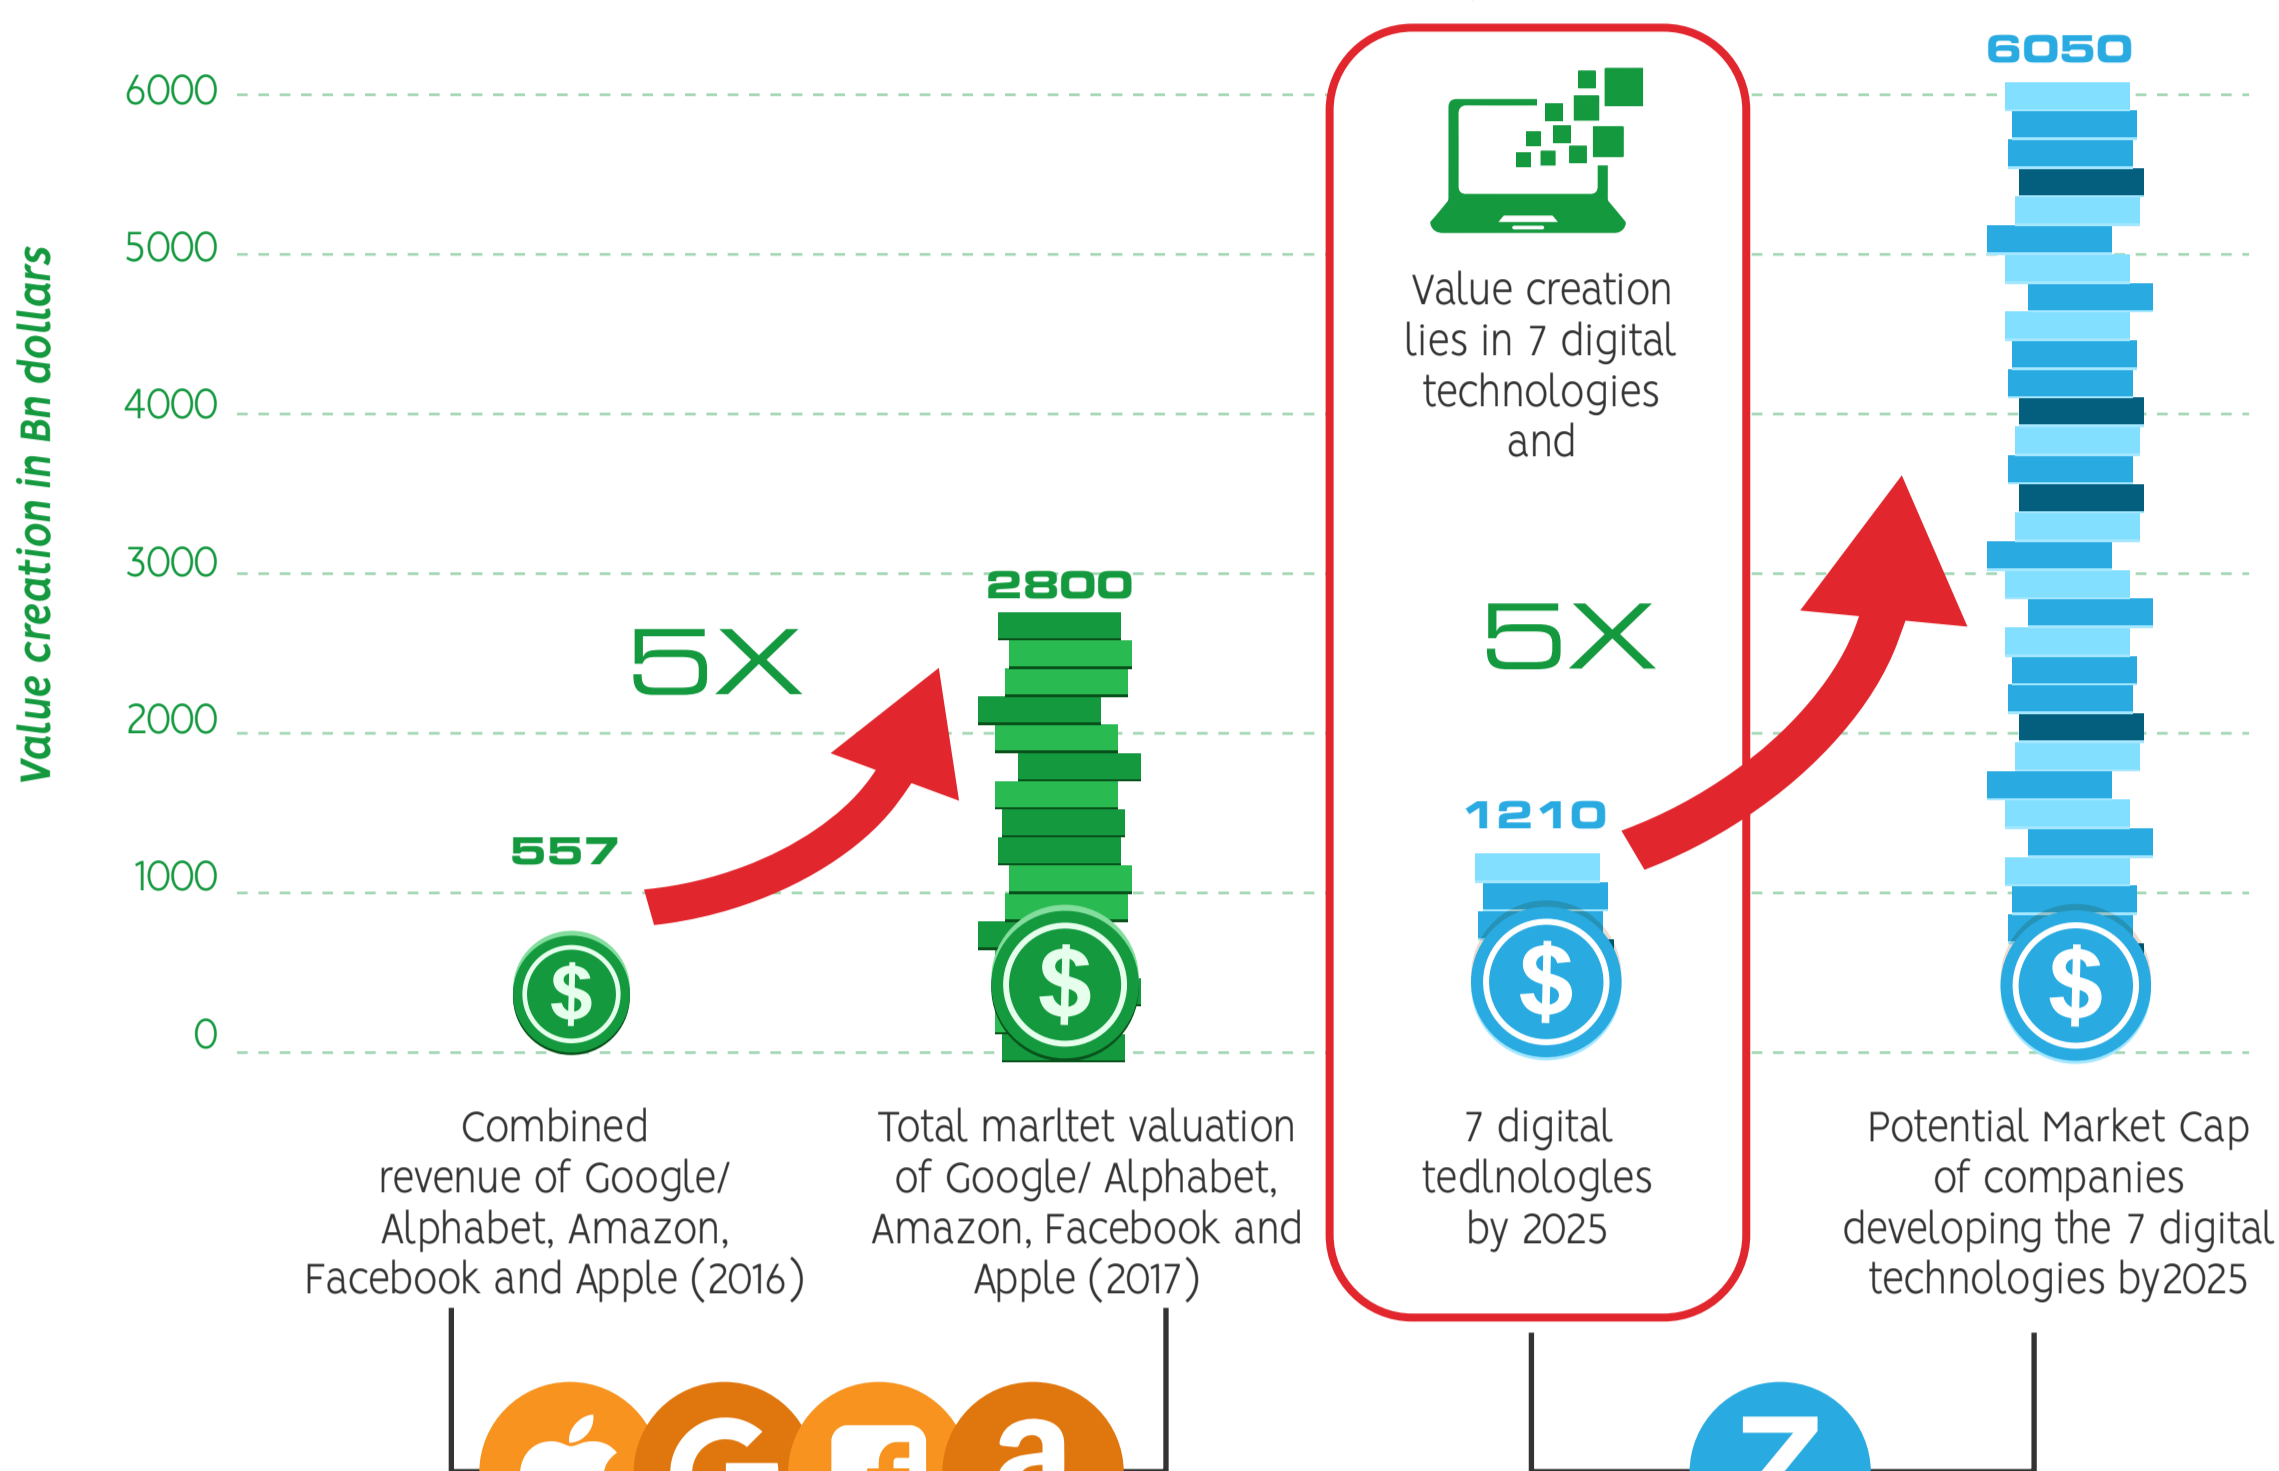 Value creation in Bn dollars
6000
5000
4000
3000
2000
1000
0
557
5X
2800
Value creation
lies in 7 digital
technologies
and
5X
1210
6050
$
$
$
$
Combined
revenue of Google/
Alphabet, Amazon,
Facebook and Apple (2016)
Total marltet valuation
of Google/ Alphabet,
Amazon, Facebook and
Apple (2017)
7 digital
tedlnologles
by 2025
Potential Market Cap
of companies
developing the 7 digital
technologies by2025
G
f
a